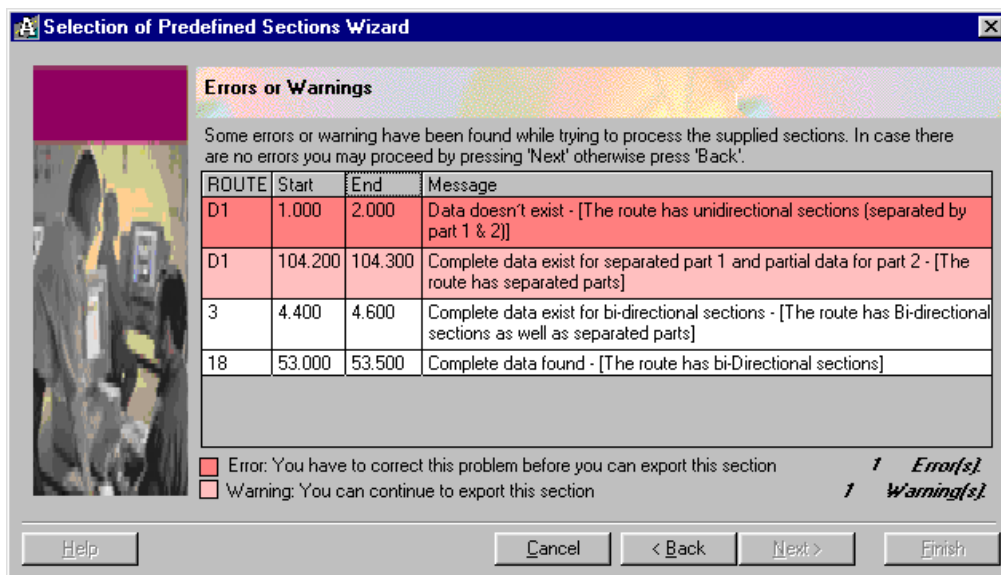 Selection of Predefined Sections Wizard
Errors or Warnings
Some errors or warning have been found while trying to process the supplied sections. In case there
are no errors you may proceed by pressing 'Next' otherwise press 'Back'.
ROUTE Start End Message
D1 1.000 2.000 Data doesn´t exist - [The route has unidirectional sections (separated by
part 1 & 2)]
D1 104.200 104.300 Complete data exist for separated part 1 and partial data for part 2 - [The
route has separated parts]
3 4.400 4.600 Complete data exist for bi-directional sections - [The route has Bi-directional
sections as well as separated parts]
18 53.000 53.500 Complete data found - [The route has bi-Directional sections]
Error: You have to correct this problem before you can export this section 1 Error(s).
Warning: You can continue to export this section 1 Warning(s).
Help Cancel < Back Next > Finish